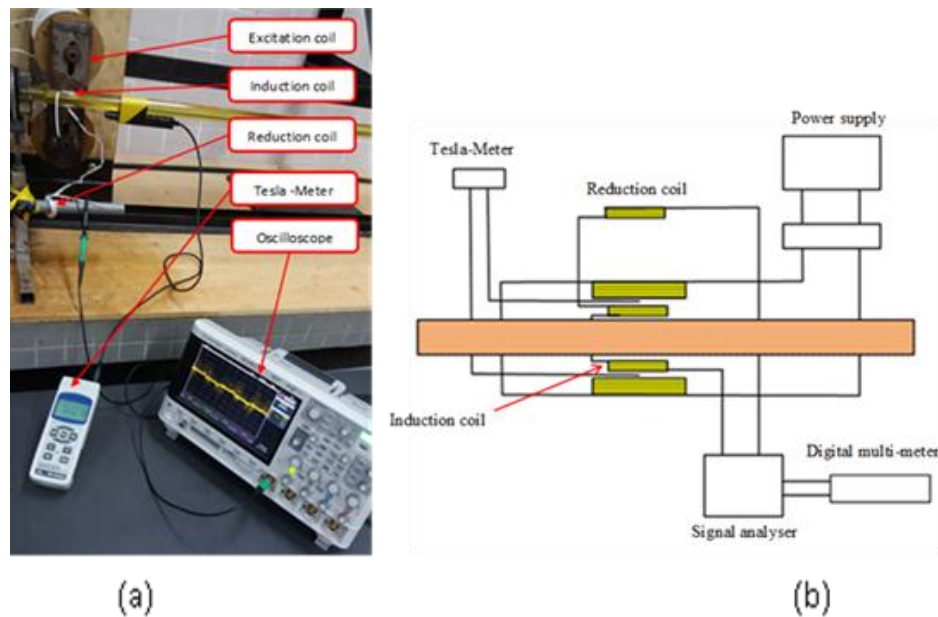 Excitation coil
Induction coil
Reduction coil
Tesla -Meter
Oscilloscope
Power supply
Tesla-Meter
Reduction coil
Induction coil
Digital multi-meter
Signal analyser
(a)
(b)